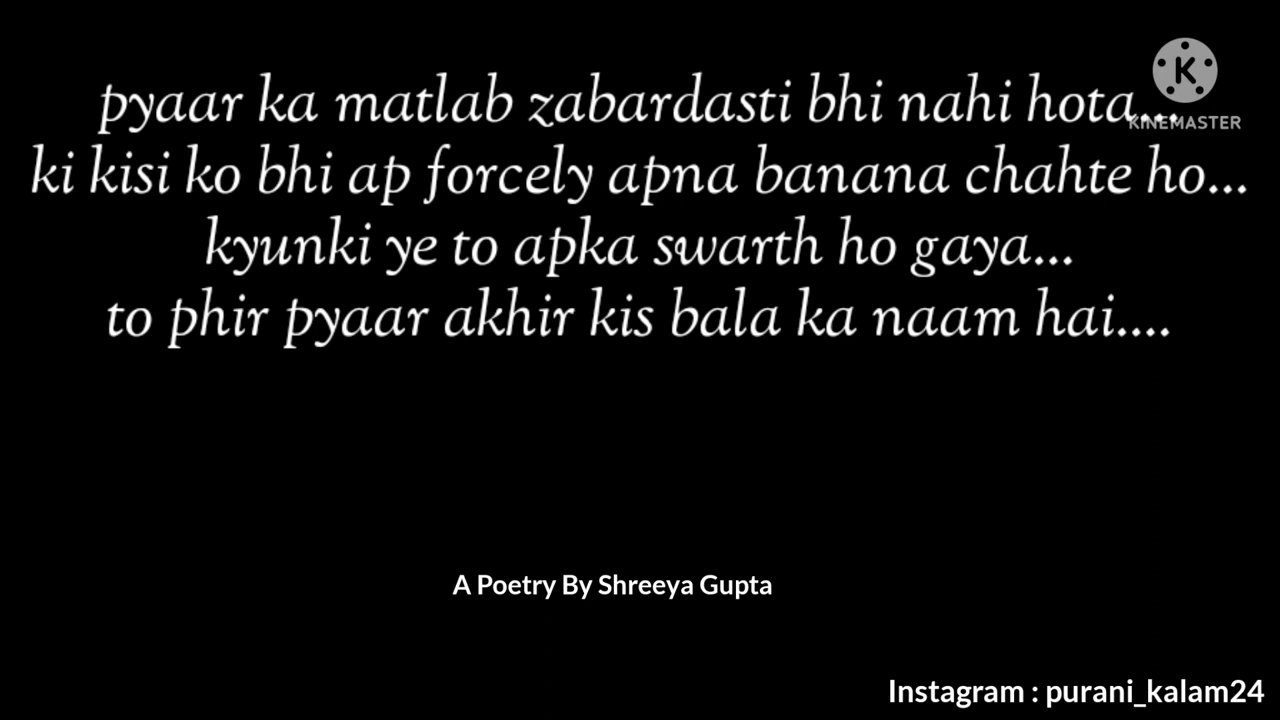 pyaar ka matlab zabardasti bhi nahi hota...
KINEMASTER
ki kisi ko bhi ap forcely apna banana chahte ho...
kyunki ye to apka swarth ho gaya...
to phir pyaar akhir kis bala ka naam hai....
A Poetry By Shreeya Gupta
Instagram : purani_kalam24